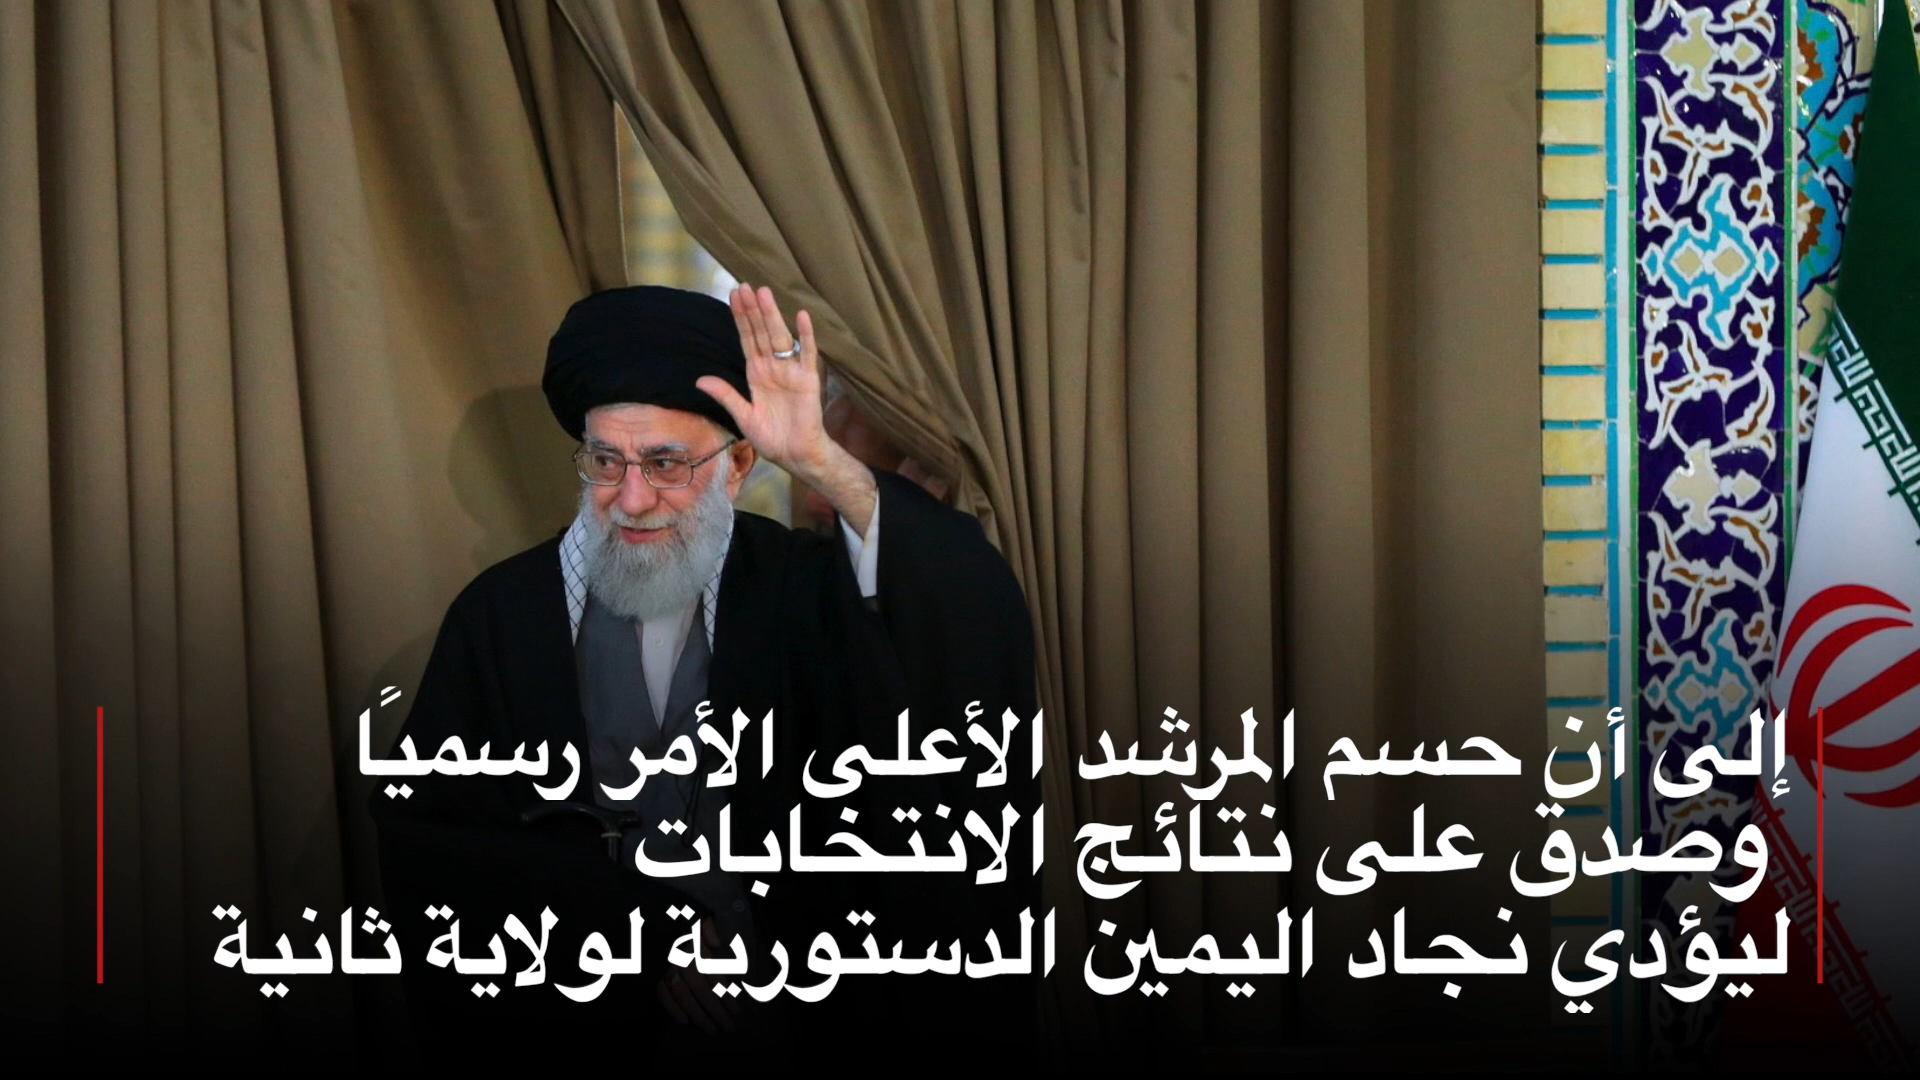 إلى أن حسم المرشد الأعلى الأمر رسمياً
وصدق على نتائج الانتخابات
ليؤدي نجاد اليمين الدستورية لولاية ثانية